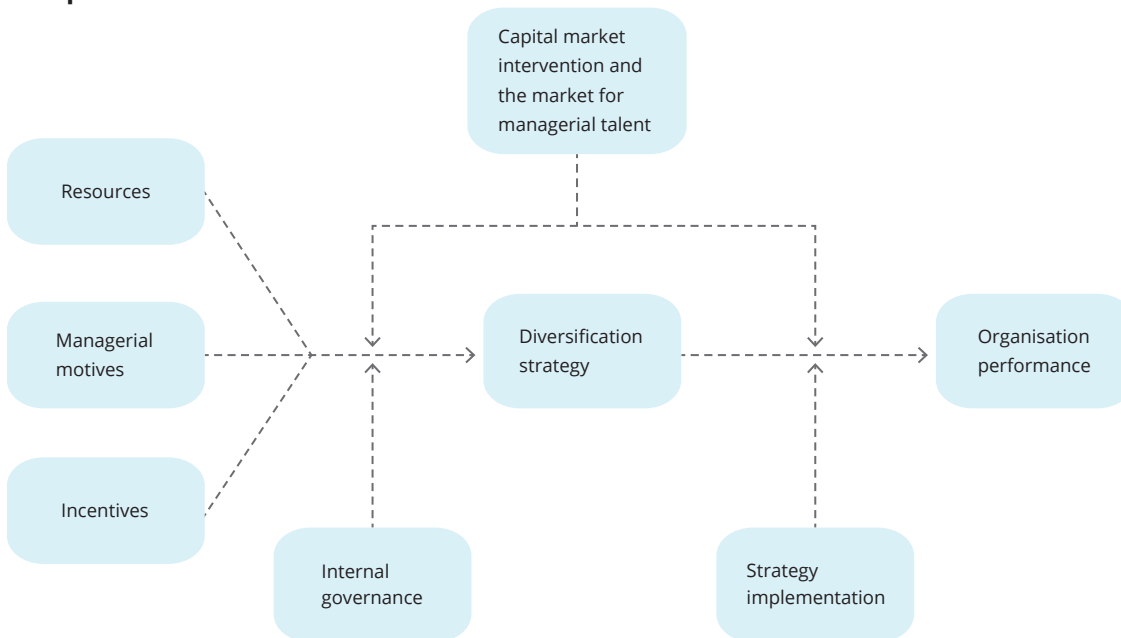 Capital market
intervention and
the market for
managerial talent
Resources
Managerial
motives
Diversification
strategy
Organisation
performance
Incentives
Internal
governance
Strategy
implementation